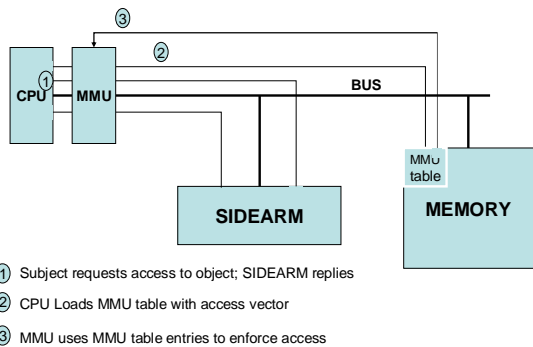 3
2
1
CPU
MMU
BUS
MMU
table
MEMORY
SIDEARM
1 Subject requests access to object; SIDEARM replies
2 CPU Loads MMU table with access vector
3 MMU uses MMU table entries to enforce access